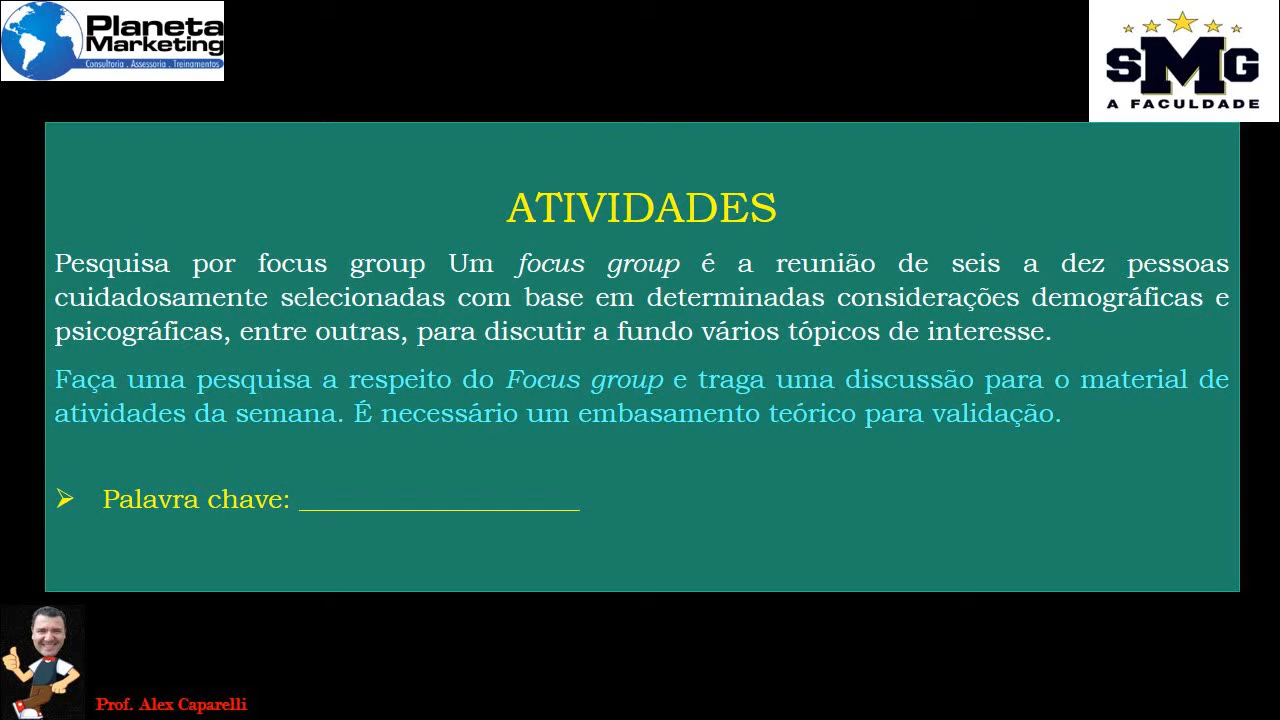 Planeta
Marketing
Consultoria . Assessoria . Treinamentos
SMG
A FACULDADE
ATIVIDADES
Pesquisa por focus group Um focus group é a reunião de seis a dez pessoas
cuidadosamente selecionadas com base em determinadas considerações demográficas e
psicográficas, entre outras, para discutir a fundo vários tópicos de interesse.
Faça uma pesquisa a respeito do Focus group e traga uma discussão para o material de
atividades da semana. É necessário um embasamento teórico para validação.
➢ Palavra chave: ____________________
Prof. Alex Caparelli